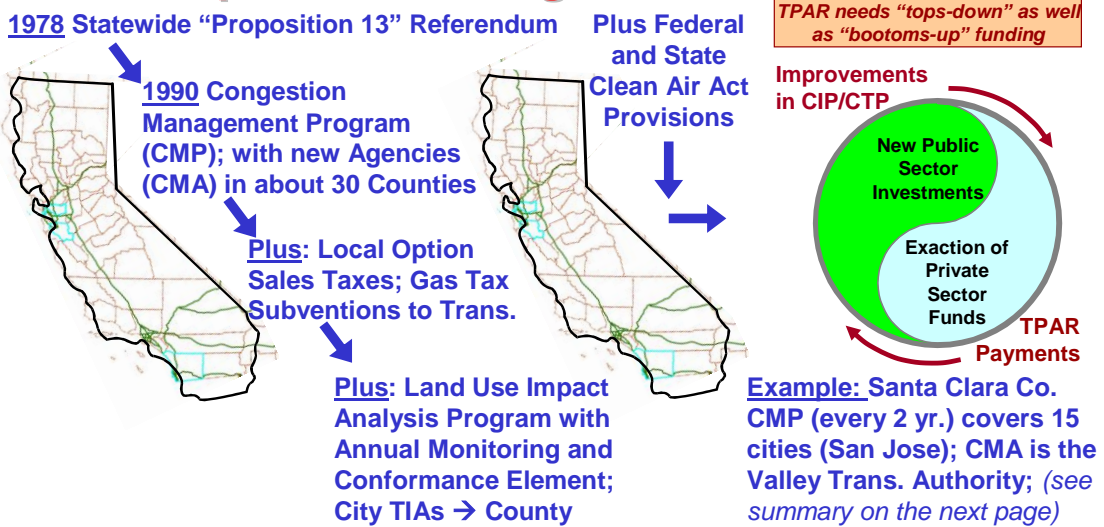 1978 Statewide “Proposition 13” Referendum
1990 Congestion
Management Program
(CMP); with new Agencies
(CMA) in about 30 Counties
Plus: Local Option
Sales Taxes; Gas Tax
Subventions to Trans.
Plus: Land Use Impact
Analysis Program with
Annual Monitoring and
Conformance Element;
City TIAs → County
Plus Federal
and State
Clean Air Act
Provisions
TPAR needs “tops-down” as well
as “bootoms-up” funding
Improvements
in CIP/CTP
New Public
Sector
Investments
Exaction of
Private
Sector
Funds
TPAR
Payments
Example: Santa Clara Co.
CMP (every 2 yr.) covers 15
cities (San Jose); CMA is the
Valley Trans. Authority; (see
summary on the next page)